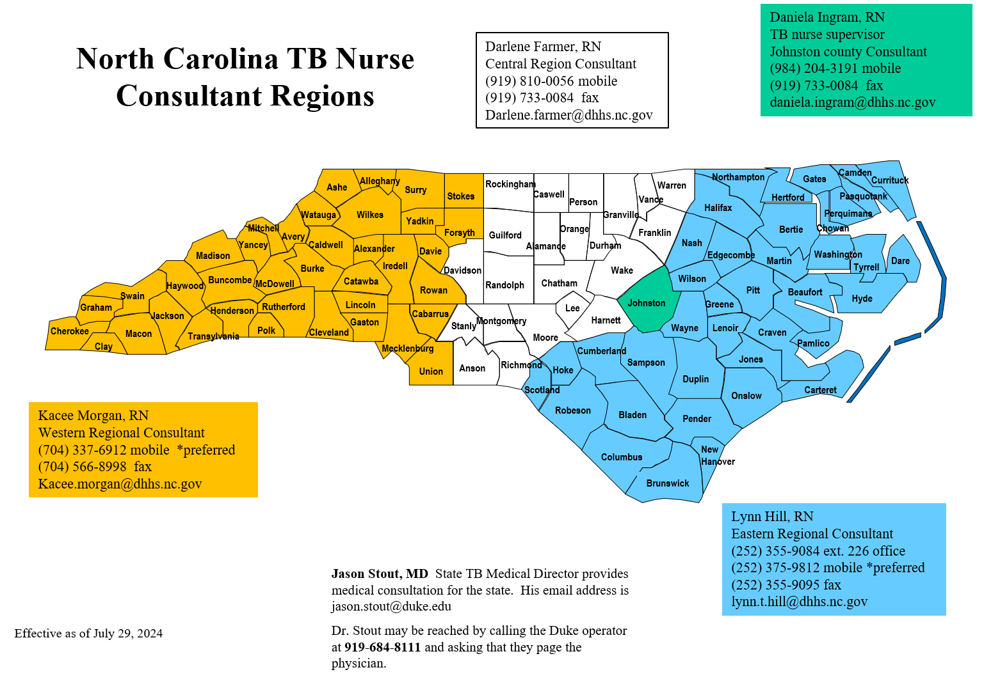 North Carolina TB Nurse
Consultant Regions
Darlene Farmer, RN
Central Region Consultant
(919) 810-0056 mobile
(919) 733-0084  fax
Darlene.farmer@dhhs.nc.gov
Daniela Ingram, RN
TB nurse supervisor
Johnston county Consultant
(984) 204-3191 mobile
(919) 733-0084  fax
daniela.ingram@dhhs.nc.gov
Ashe
Alleghany
Surry
Stokes
Rockingham
Caswell
Person
Granville
Vance
Warren
Northampton
Hertford
Gates
Camden
Currituck
Pasquotank
Perquimans
Chowan
Watauga
Wilkes
Yadkin
Forsyth
Guilford
Alamance
Orange
Durham
Franklin
Halifax
Bertie
Mitchell
Avery
Yancey
Caldwell
Alexander
Iredell
Davie
Davidson
Randolph
Chatham
Wake
Nash
Edgecombe
Martin
Washington
Tyrrell
Dare
Madison
Buncombe
McDowell
Burke
Catawba
Rowan
Johnston
Wilson
Pitt
Beaufort
Hyde
Haywood
Swain
Graham
Cherokee
Clay
Macon
Jackson
Transylvania
Henderson
Polk
Rutherford
Cleveland
Lincoln
Gaston
Mecklenburg
Cabarrus
Union
Stanly
Montgomery
Anson
Richmond
Moore
Lee
Harnett
Greene
Wayne
Lenoir
Craven
Pamlico
Jones
Carteret
Onslow
Duplin
Sampson
Cumberland
Hoke
Scotland
Robeson
Bladen
Pender
Columbus
Brunswick
New
Hanover
Kacee Morgan, RN
Western Regional Consultant
(704) 337-6912 mobile  *preferred
(704) 566-8998  fax
Kacee.morgan@dhhs.nc.gov
Lynn Hill, RN
Eastern Regional Consultant
(252) 355-9084 ext. 226 office
(252) 375-9812 mobile *preferred
(252) 355-9095 fax
lynn.t.hill@dhhs.nc.gov
Jason Stout, MD  State TB Medical Director provides
medical consultation for the state.  His email address is
jason.stout@duke.edu
Dr. Stout may be reached by calling the Duke operator
at 919-684-8111 and asking that they page the
physician.
Effective as of July 29, 2024